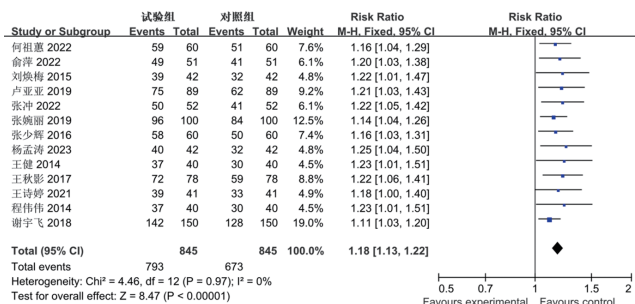 试验组 对照组 Risk Ratio Risk Ratio
Study or Subgroup Events Total Events Total Weight M-H, Fixed, 95% CI M-H, Fixed, 95% CI
何祖蕙 2022 59 60 51 60 7.6% 1.16 [1.04, 1.29]
俞萍 2022 49 51 41 51 6.1% 1.20 [1.03, 1.38]
刘焕梅 2015 39 42 32 42 4.8% 1.22 [1.01, 1.47]
卢亚亚 2019 75 89 62 89 9.2% 1.21 [1.03, 1.43]
张冲 2022 50 52 41 52 6.1% 1.22 [1.05, 1.42]
张婉丽 2019 96 100 84 100 12.5% 1.14 [1.04, 1.26]
张少辉 2016 58 60 50 60 7.4% 1.16 [1.03, 1.31]
杨孟涛 2023 40 42 32 42 4.8% 1.25 [1.04, 1.50]
王健 2014 37 40 30 40 4.5% 1.23 [1.01, 1.51]
王秋影 2017 72 78 59 78 8.8% 1.22 [1.06, 1.41]
王诗婷 2021 39 41 33 41 4.9% 1.18 [1.00, 1.40]
程伟伟 2014 37 40 30 40 4.5% 1.23 [1.01, 1.51]
谢宇飞 2018 142 150 128 150 19.0% 1.11 [1.03, 1.20]
Total (95% CI) 845 845 100.0% 1.18 [1.13, 1.22]
Total events 793 673
Heterogeneity: Chi² = 4.46, df = 12 (P = 0.97); I² = 0%
Test for overall effect: Z = 8.47 (P < 0.00001)
0.5 0.7 1 1.5 2
Favours experimental Favours control